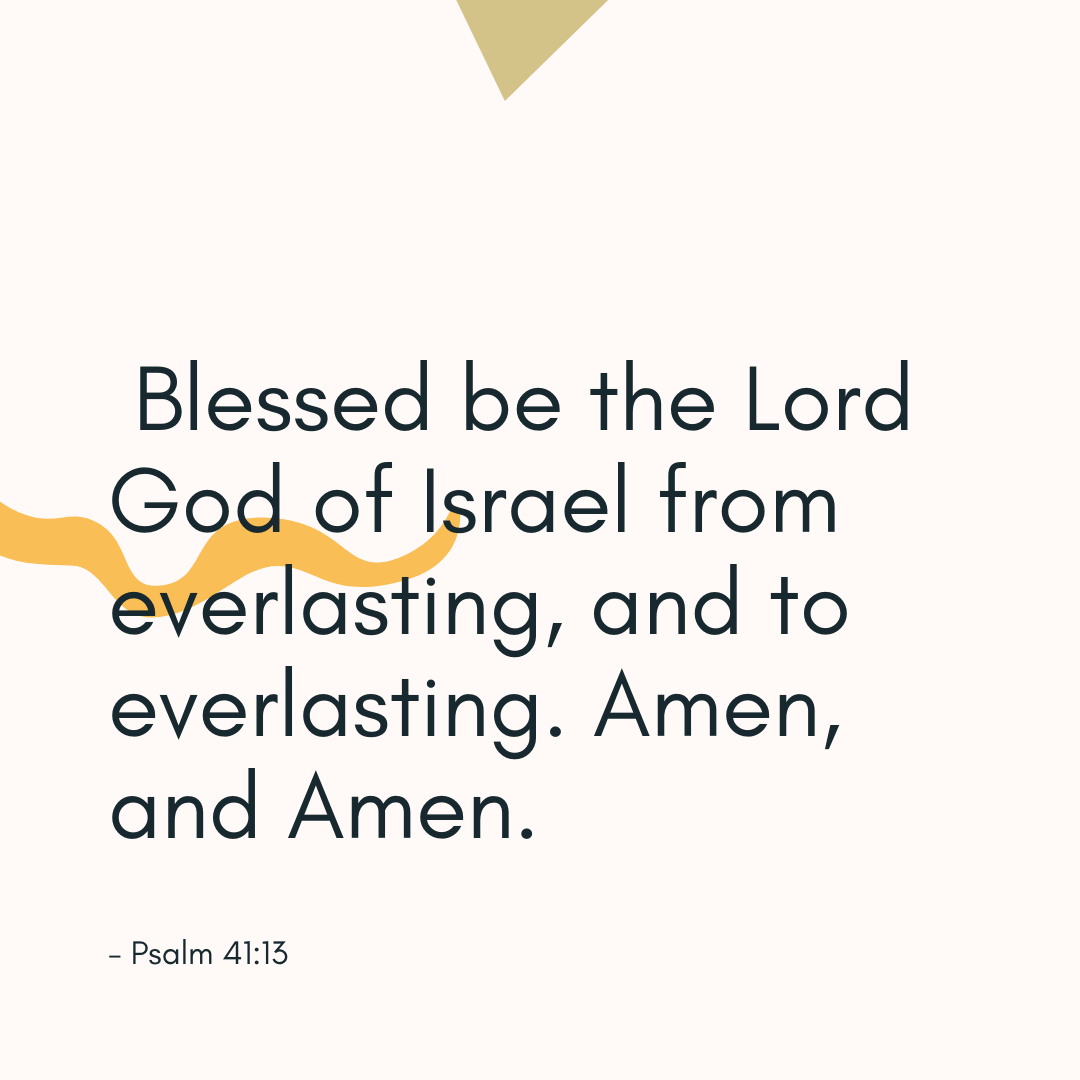 Blessed be the Lord
God of Israel from
everlasting, and to
everlasting. Amen,
and Amen.
- Psalm 41:13